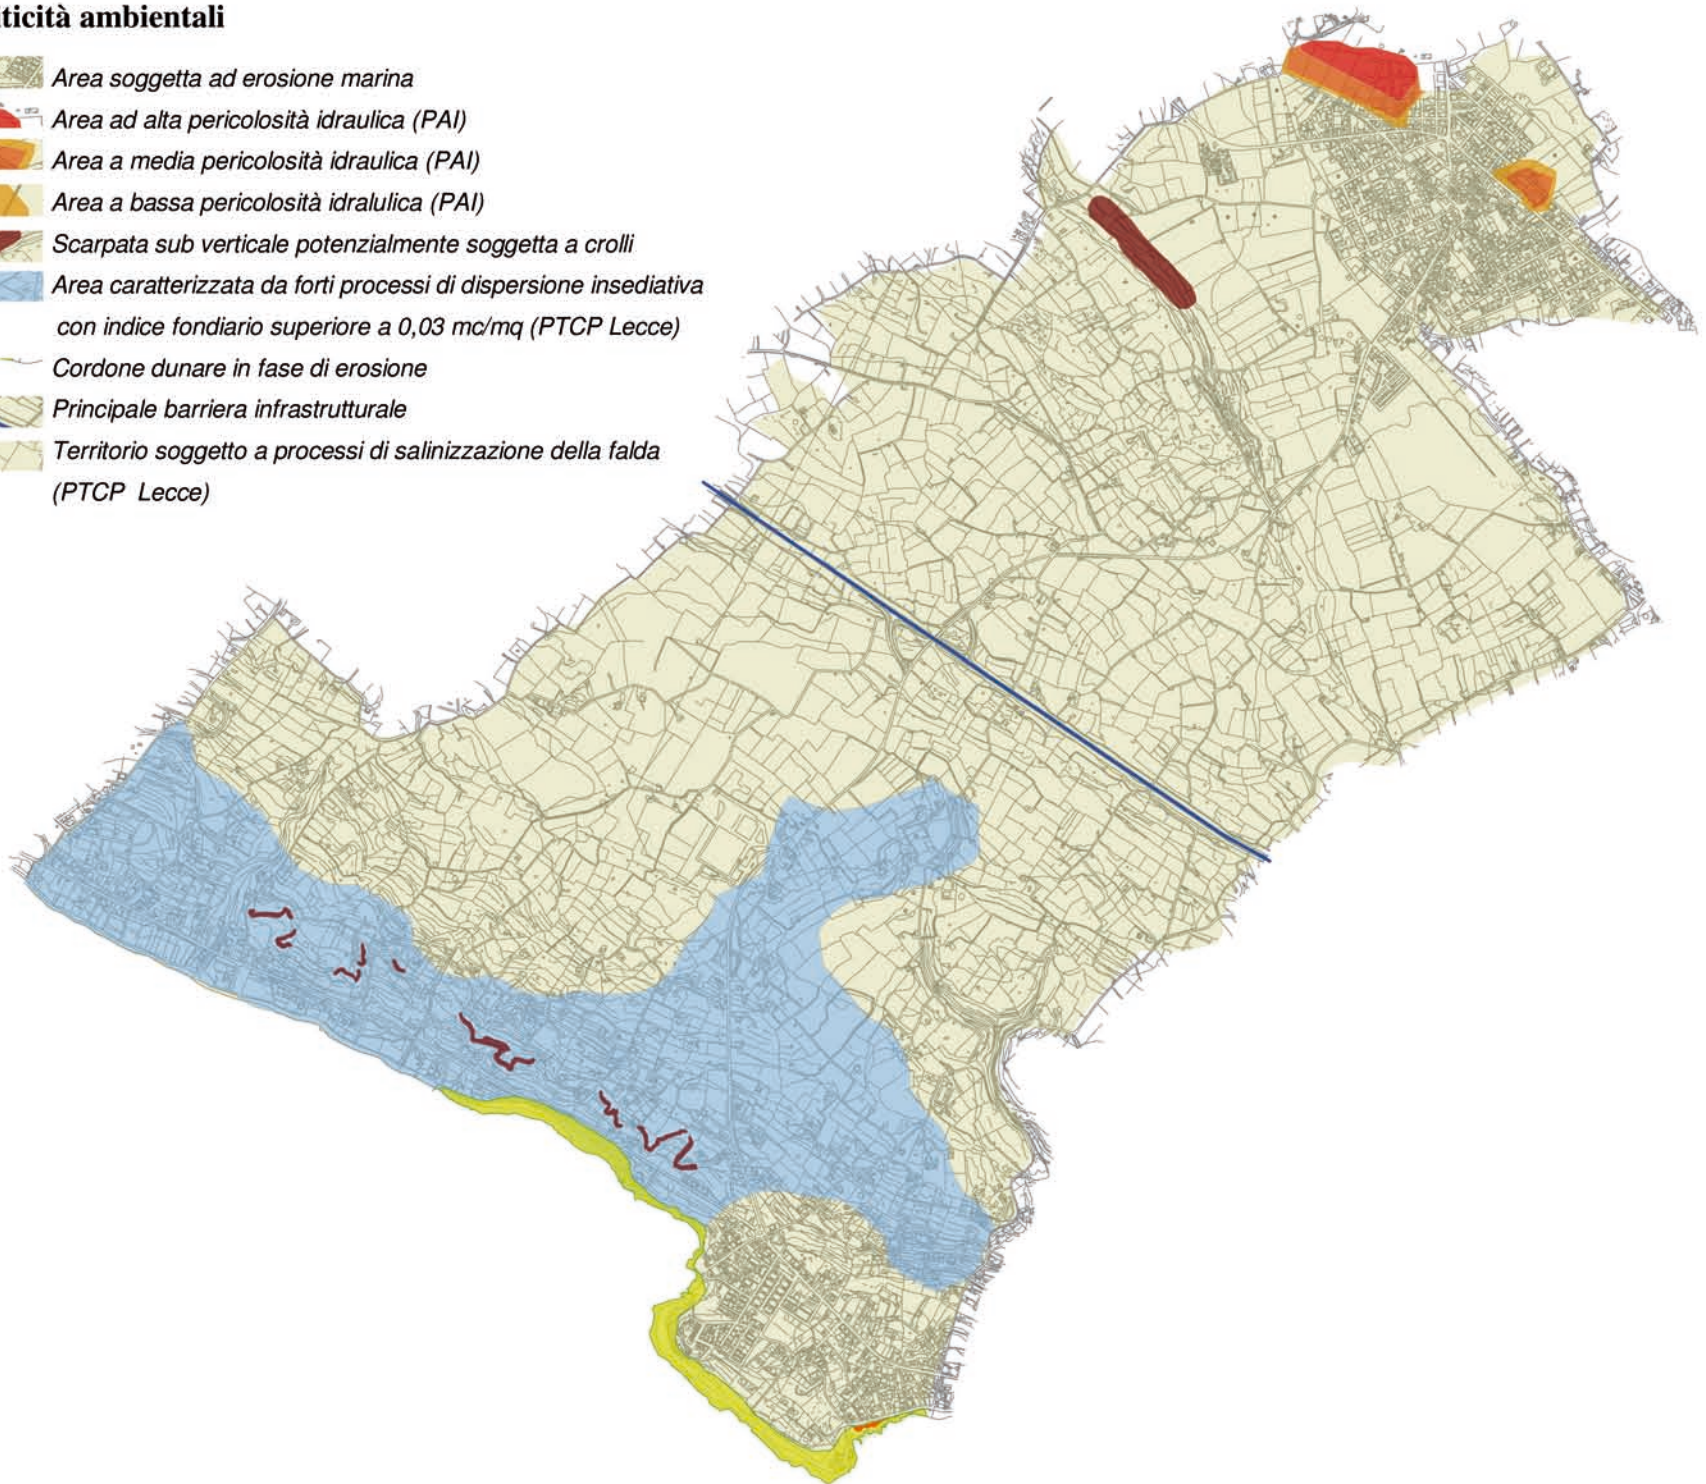 iticità ambientali
Area soggetta ad erosione marina
Area ad alta pericolosità idraulica (PAI)
Area a media pericolosità idraulica (PAI)
Area a bassa pericolosità idralulica (PAI)
Scarpata sub verticale potenzialmente soggetta a crolli
Area caratterizzata da forti processi di dispersione insediativa
con indice fondiario superiore a 0,03 mc/mq (PTCP Lecce)
Cordone dunare in fase di erosione
Principale barriera infrastrutturale
Territorio soggetto a processi di salinizzazione della falda
(PTCP Lecce)